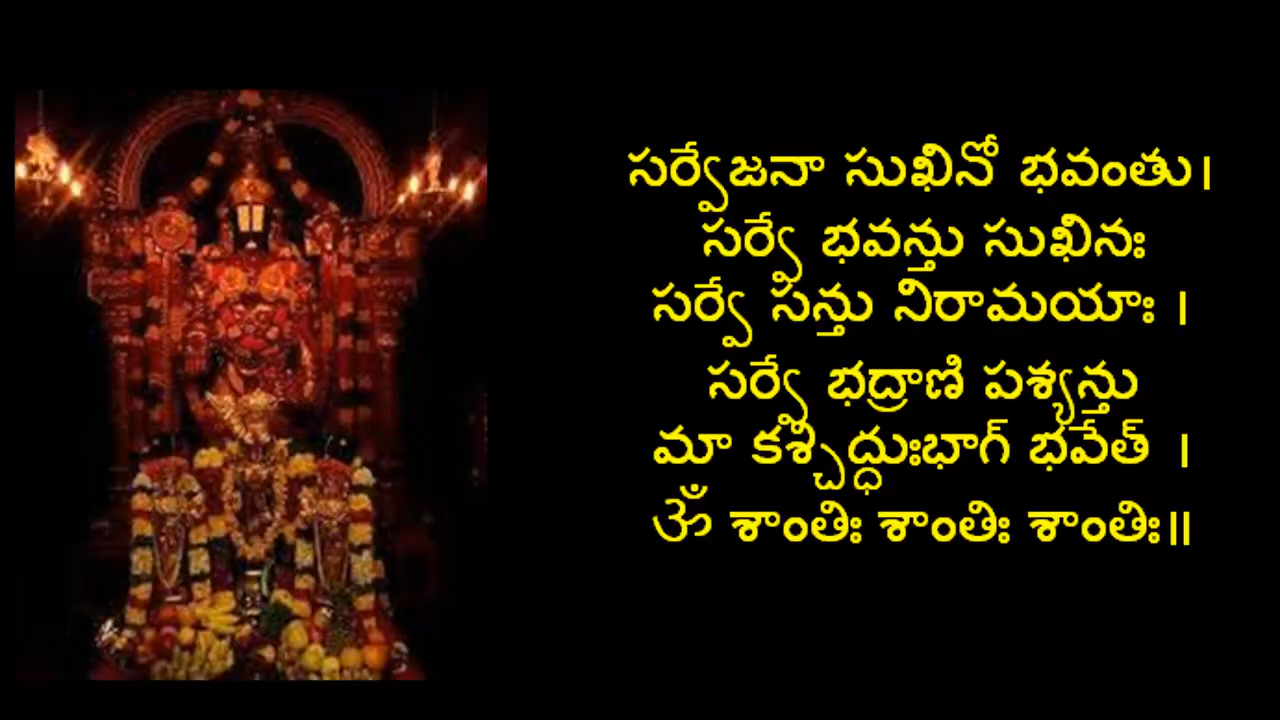 సర్వేజనా సుఖినో భవంతు।
సర్వే భవన్తు సుఖినః
సర్వే సన్తు నిరామయాః ।
సర్వే భద్రాణి పశ్యన్తు
మా కశ్చిద్ధుఃభాగ్ భవేత్ ।
ఓఁ శాంతిః శాంతిః శాంతిః॥